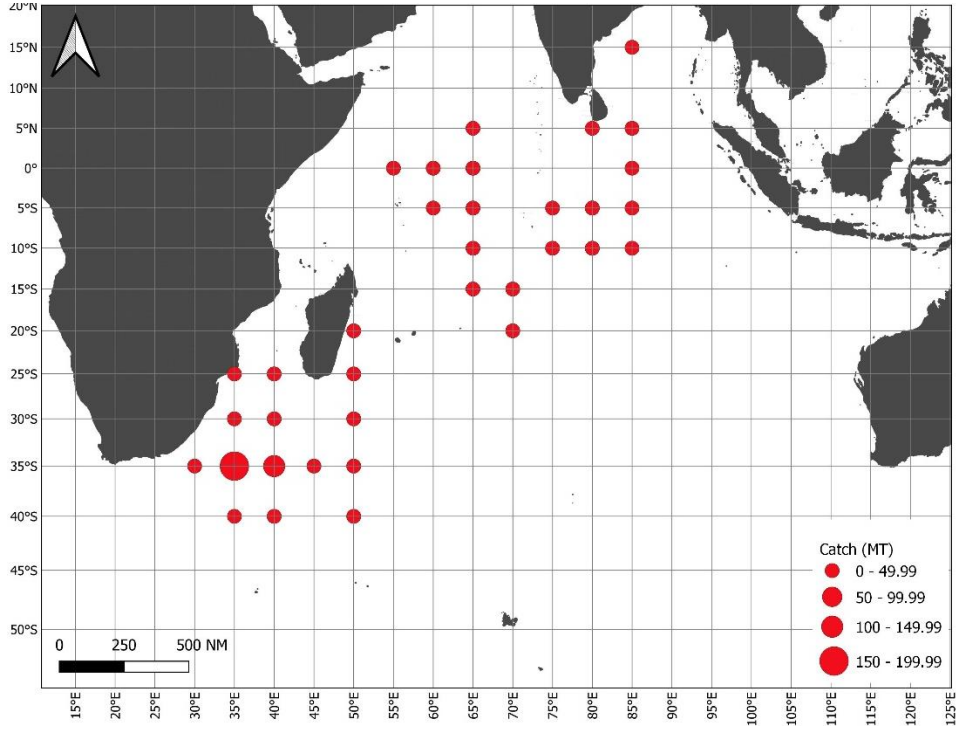 20°N
15°N
10°N
5°N
0°
5°S
10°S
15°S
20°S
25°S
30°S
35°S
40°S
45°S
50°S
Catch (MT)
0 - 49.99
50 - 99.99
100 - 149.99
150 - 199.99
0 250 500 NM
15°E 20°E 25°E 30°E 35°E 40°E 45°E 50°E 55°E 60°E 65°E 70°E 75°E 80°E 85°E 90°E 95°E 100°E 105°E 110°E 115°E 120°E 125°E